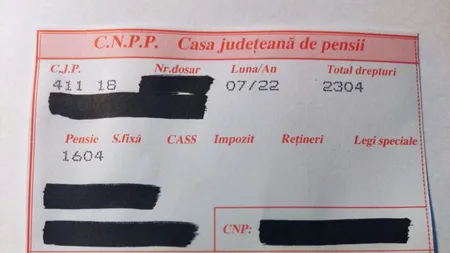 C.N.P.P. Casa județeană de pensii
C.J.P. Nr.dosar Luna/An Total drepturi
411 18 07/22 2304
Pensie S.fixă CASS Impozit Rețineri Legi speciale
1604
CNP: